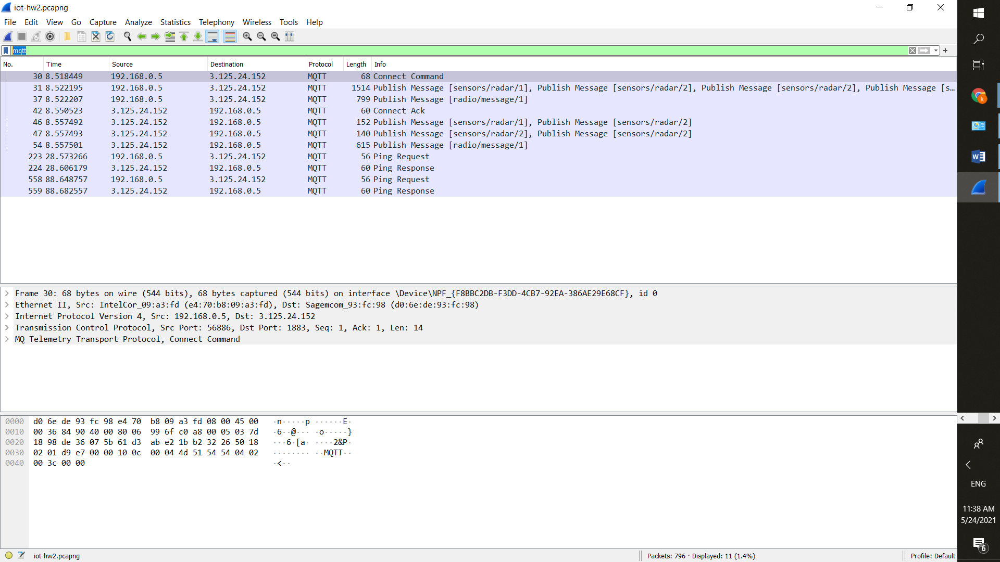 iot-hw2.pcapng
File Edit View Go Capture Analyze Statistics Telephony Wireless Tools Help
mqtt
No. Time Source Destination Protocol Length Info
30 8.518449 192.168.0.5 3.125.24.152 MQTT 68 Connect Command
31 8.522195 192.168.0.5 3.125.24.152 MQTT 1514 Publish Message [sensors/radar/1], Publish Message [sensors/radar/2], Publish Message [sensors/radar/2], Publish Message [s…
37 8.522207 192.168.0.5 3.125.24.152 MQTT 799 Publish Message [radio/message/1]
42 8.550523 3.125.24.152 192.168.0.5 MQTT 60 Connect Ack
46 8.557492 3.125.24.152 192.168.0.5 MQTT 152 Publish Message [sensors/radar/1], Publish Message [sensors/radar/2]
47 8.557493 3.125.24.152 192.168.0.5 MQTT 140 Publish Message [sensors/radar/2], Publish Message [sensors/radar/2]
54 8.557501 3.125.24.152 192.168.0.5 MQTT 615 Publish Message [radio/message/1]
223 28.573266 192.168.0.5 3.125.24.152 MQTT 56 Ping Request
224 28.606179 3.125.24.152 192.168.0.5 MQTT 60 Ping Response
558 88.648757 192.168.0.5 3.125.24.152 MQTT 56 Ping Request
559 88.682557 3.125.24.152 192.168.0.5 MQTT 60 Ping Response
Frame 30: 68 bytes on wire (544 bits), 68 bytes captured (544 bits) on interface \Device\NPF_{F8BBC2DB-F3DD-4CB7-92EA-386AE29E68CF}, id 0
Ethernet II, Src: IntelCor_09:a3:fd (e4:70:b8:09:a3:fd), Dst: Sagemcom_93:fc:98 (d0:6e:de:93:fc:98)
Internet Protocol Version 4, Src: 192.168.0.5, Dst: 3.125.24.152
Transmission Control Protocol, Src Port: 56886, Dst Port: 1883, Seq: 1, Ack: 1, Len: 14
MQ Telemetry Transport Protocol, Connect Command
0000 d0 6e de 93 fc 98 e4 70 b8 09 a3 fd 08 00 45 00 ·n·····p ······E·
0010 00 36 84 90 40 00 80 06 99 6f c0 a8 00 05 03 7d ·6··@··· ·o·····}
0020 18 98 de 36 07 5b 61 d3 ab e2 1b b2 32 26 50 18 ···6·[a· ····2&P·
0030 02 01 d9 e7 00 00 10 0c 00 04 4d 51 54 54 04 02 ········ ··MQTT··
0040 00 3c 00 00 ·<··
iot-hw2.pcapng
Packets: 796 · Displayed: 11 (1.4%)
Profile: Default
k
W
ENG
11:38 AM
5/24/2021
6